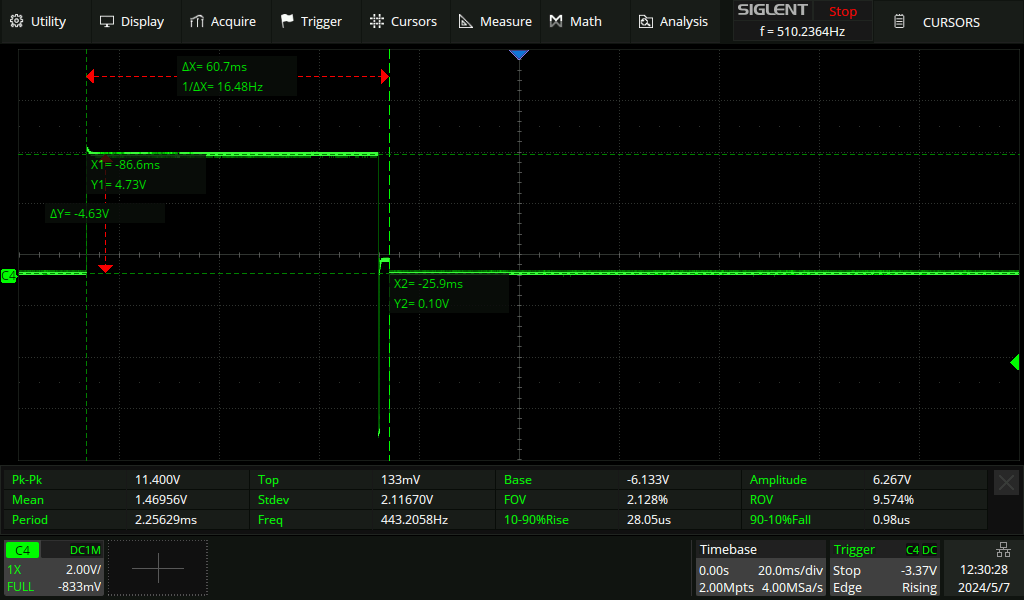 Utility Display Acquire Trigger Cursors Measure Math Analysis SIGLENT Stop CURSORS
f = 510.2364Hz
ΔX= 60.7ms
1/ΔX= 16.48Hz
X1= -86.6ms
Y1= 4.73V
ΔY= -4.63V
C4
X2= -25.9ms
Y2= 0.10V
Pk-Pk 11.400V Top 133mV Base -6.133V Amplitude 6.267V
Mean 1.46956V Stdev 2.11670V FOV 2.128% ROV 9.574%
Period 2.25629ms Freq 443.2058Hz 10-90%Rise 28.05us 90-10%Fall 0.98us
C4 DC1M Timebase Trigger C4 DC
1X 2.00V/ 0.00s 20.0ms/div Stop -3.37V 12:30:28
FULL -833mV 2.00Mpts 4.00MSa/s Edge Rising 2024/5/7